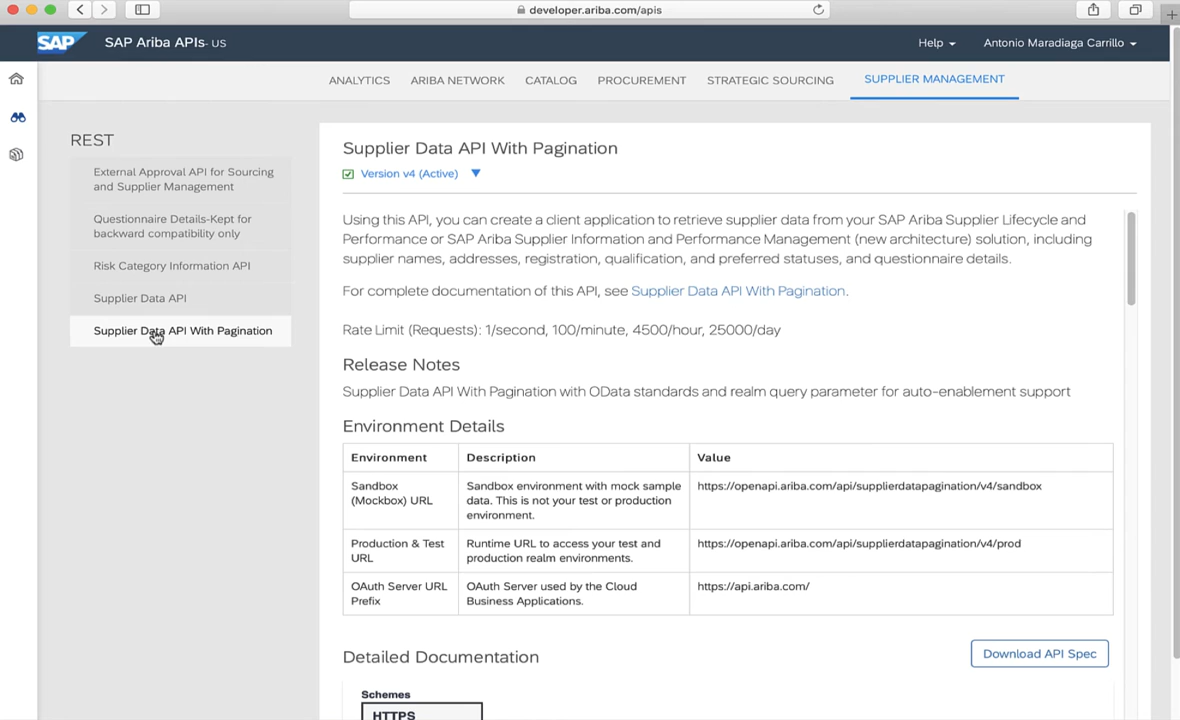 developer.ariba.com/apis
SAP
SAP Ariba APIs- US
Help
Antonio Maradiaga Carrillo
ANALYTICS
ARIBA NETWORK
CATALOG
PROCUREMENT
STRATEGIC SOURCING
SUPPLIER MANAGEMENT
REST
External Approval API for Sourcing
and Supplier Management
Questionnaire Details-Kept for
backward compatibility only
Risk Category Information API
Supplier Data API
Supplier Data API With Pagination
Supplier Data API With Pagination
Version v4 (Active)
Using this API, you can create a client application to retrieve supplier data from your SAP Ariba Supplier Lifecycle and
Performance or SAP Ariba Supplier Information and Performance Management (new architecture) solution, including
supplier names, addresses, registration, qualification, and preferred statuses, and questionnaire details.
For complete documentation of this API, see Supplier Data API With Pagination.
Rate Limit (Requests): 1/second, 100/minute, 4500/hour, 25000/day
Release Notes
Supplier Data API With Pagination with OData standards and realm query parameter for auto-enablement support
Environment Details
Environment Description Value
Sandbox
(Mockbox) URL
Sandbox environment with mock sample
data. This is not your test or production
environment.
https://openapi.ariba.com/api/supplierdatapagination/v4/sandbox
Production & Test
URL
Runtime URL to access your test and
production realm environments.
https://openapi.ariba.com/api/supplierdatapagination/v4/prod
OAuth Server URL
Prefix
OAuth Server used by the Cloud
Business Applications.
https://api.ariba.com/
Detailed Documentation
Download API Spec
Schemes
HTTPS